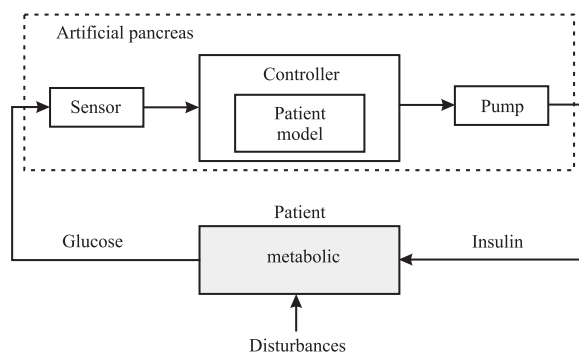 Artificial pancreas
Controller
Sensor
Patient
model
Pump
Patient
Glucose
metabolic
Insulin
Disturbances